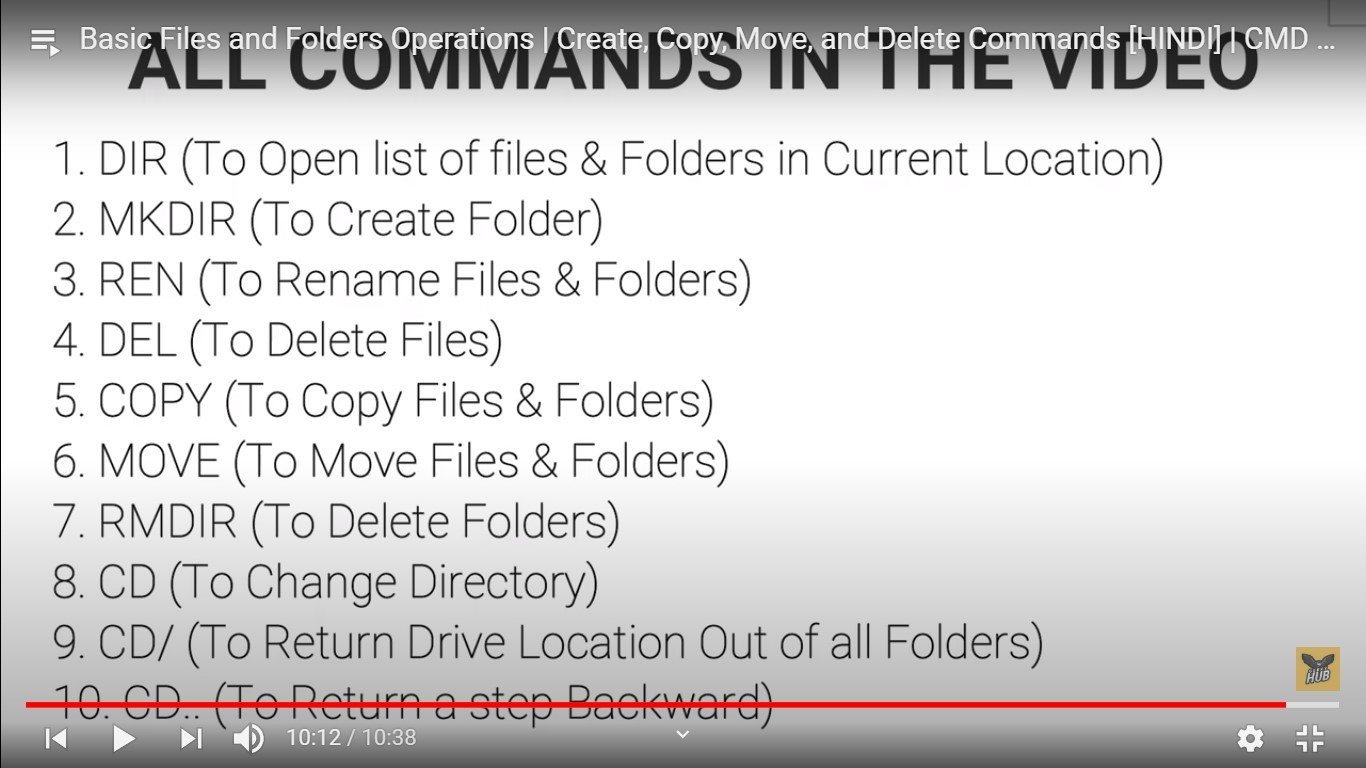 Basic Files and Folders Operations | Create, Copy, Move, and Delete Commands [HINDI] | CMD ...
ALL COMMANDS IN THE VIDEO
1. DIR (To Open list of files & Folders in Current Location)
2. MKDIR (To Create Folder)
3. REN (To Rename Files & Folders)
4. DEL (To Delete Files)
5. COPY (To Copy Files & Folders)
6. MOVE (To Move Files & Folders)
7. RMDIR (To Delete Folders)
8. CD (To Change Directory)
9. CD/ (To Return Drive Location Out of all Folders)
HUB
10. CD.. (To Return a step Backward)
10:12 / 10:38